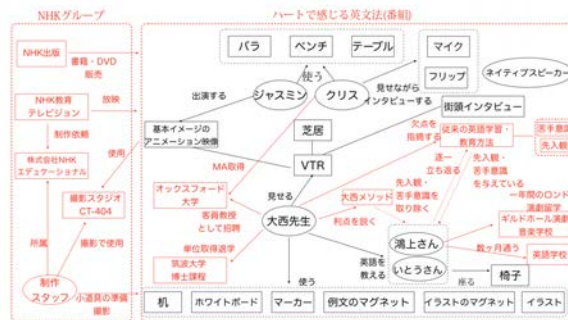 NHKグループ
ハートで感じる英文法(番組)
NHK出版
書籍・DVD
販売
バラ
ベンチ
テーブル
マイク
フリップ
ネイティブスピーカー
使う
NHK教育
テレビジョン
放映
出演する
ジャスミン
クリス
見せながら
インタビューする
街頭インタビュー
制作依頼
基本イメージの
アニメーション映像
芝居
欠点を
指摘する
従来の英語学習・
教育方法
苦手意識
先入観
株式会社NHK
エデュケーショナル
使用
VTR
MA取得
逐一
立ち返る
先入観・
苦手意識
を与えている
撮影スタジオ
CT-404
オックスフォード
大学
見せる
大西メソッド
先入観・
苦手意識を
取り除く
一年間のロンドン
演劇留学
客員教授
として招聘
大西先生
利点を説く
鴻上さん
ギルドホール演劇
音楽学校
所属
撮影で使用
単位取得退学
英語を
教える
いとうさん
数ヶ月通う
英語学校
筑波大学
博士課程
制作
スタッフ
小道具の準備
撮影
使う
座る
椅子
机
ホワイトボード
マーカー
例文のマグネット
イラストのマグネット
イラスト